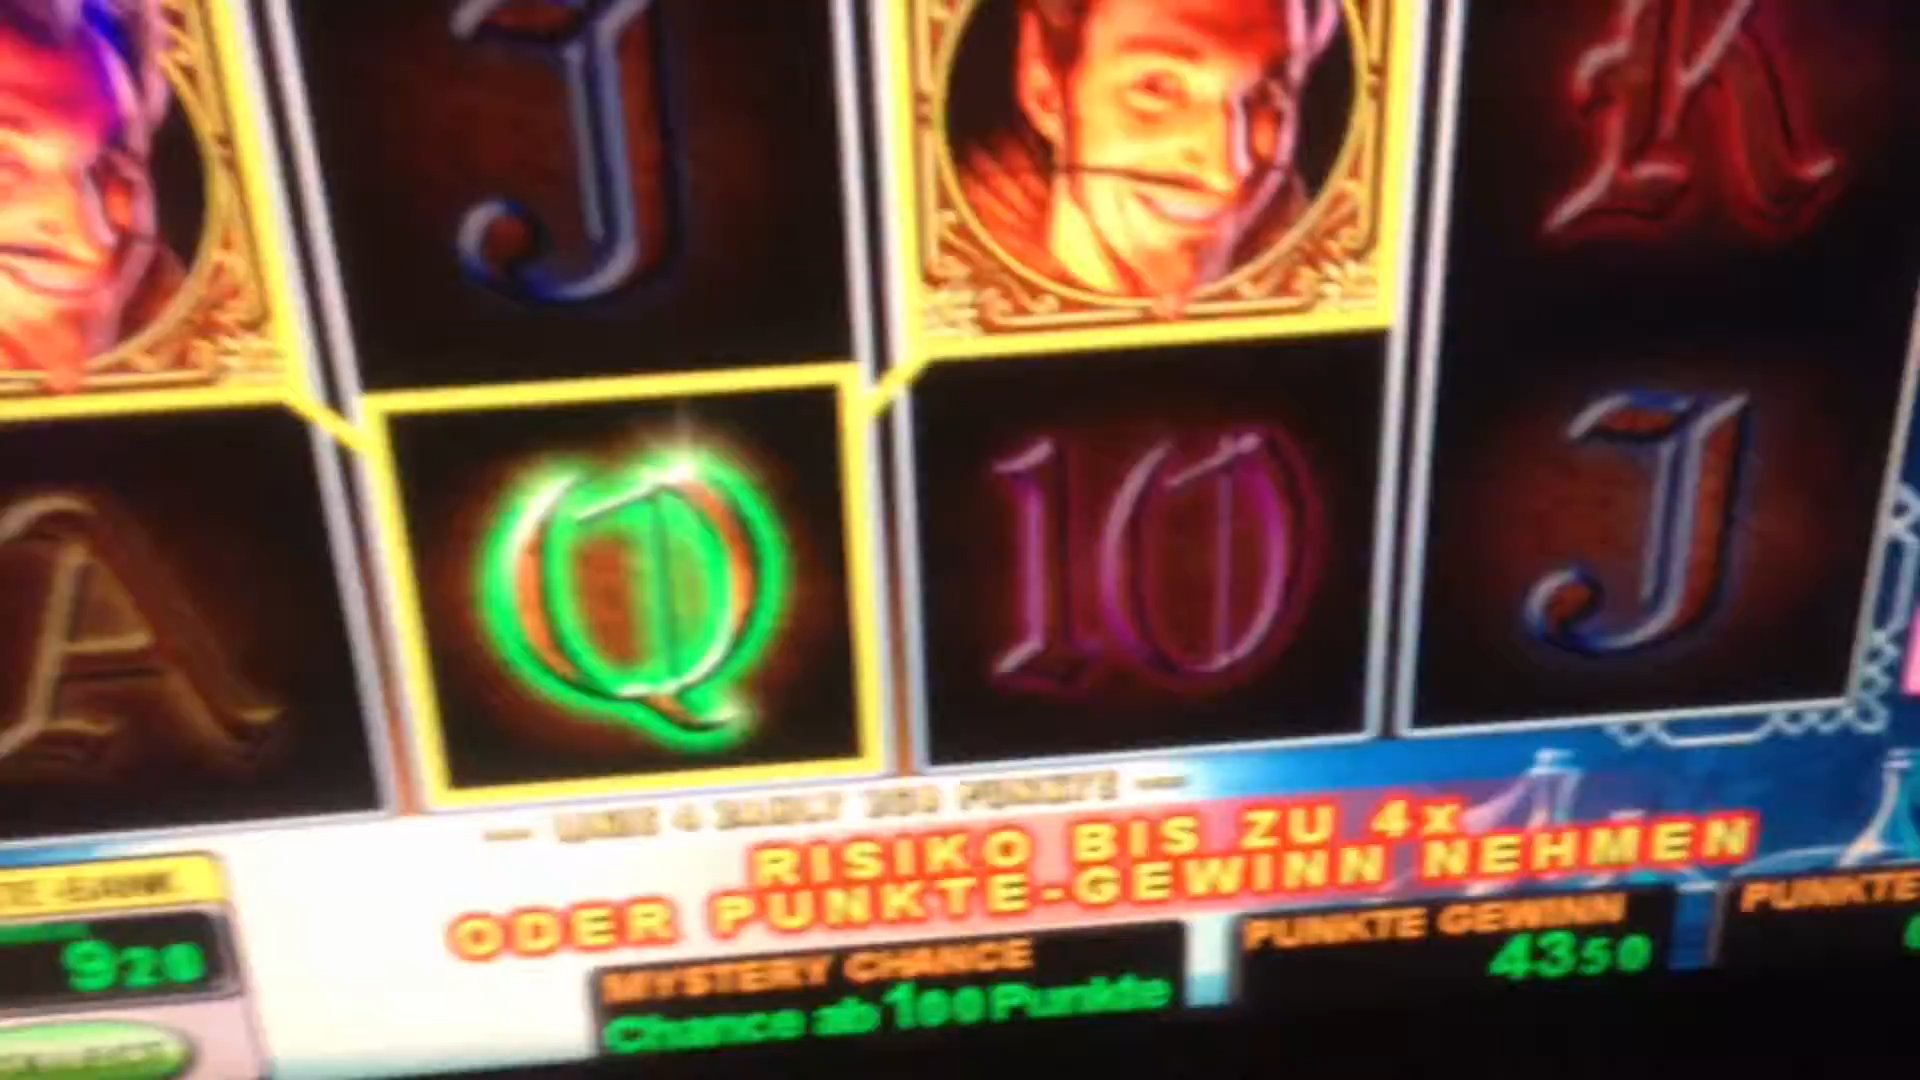 J
K
A
Q
10
J
RISIKO BIS ZU 4x
ODER PUNKTE-GEWINN NEHMEN
920
MYSTERY CHANCE
Chance ab 100 Punkte
PUNKTE GEWINN
4350
PUNKTE